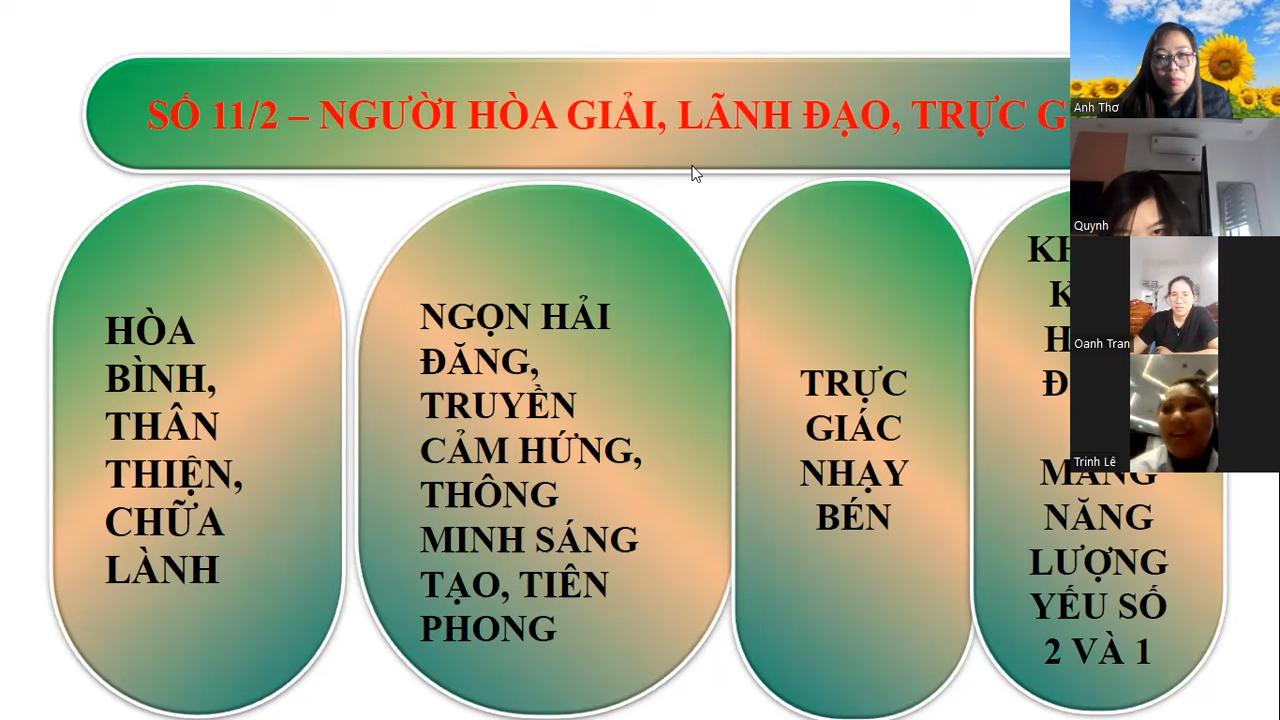 SỐ 11/2 – NGƯỜI HÒA GIẢI, LÃNH ĐẠO, TRỰC
HÒA
BÌNH,
THÂN
THIỆN,
CHỮA
LÀNH
NGỌN HẢI
ĐĂNG,
TRUYỀN
CẢM HỨNG,
THÔNG
MINH SÁNG
TẠO, TIÊN
PHONG
TRỰC
GIÁC
NHẠY
BÉN
MANG
NĂNG
LƯỢNG
YẾU SỐ
2 VÀ 1
Anh Thơ
Quynh
Oanh Tran
Trinh Lê